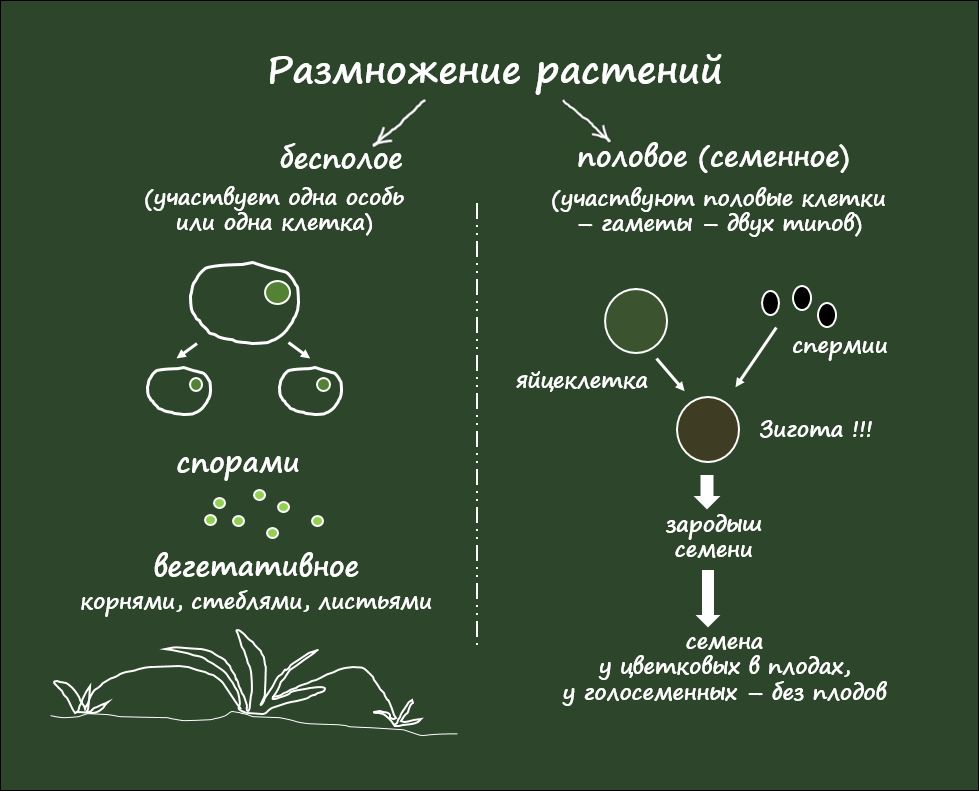 Размножение растений
бесполое
(участвует одна особь
или одна клетка)
спорами
вегетативное
корнями, стеблями, листьями
половое (семенное)
(участвуют половые клетки
– гаметы – двух типов)
спермии
яйцеклетка
Зигота !!!
зародыш
семени
семена
у цветковых в плодах,
у голосеменных – без плодов